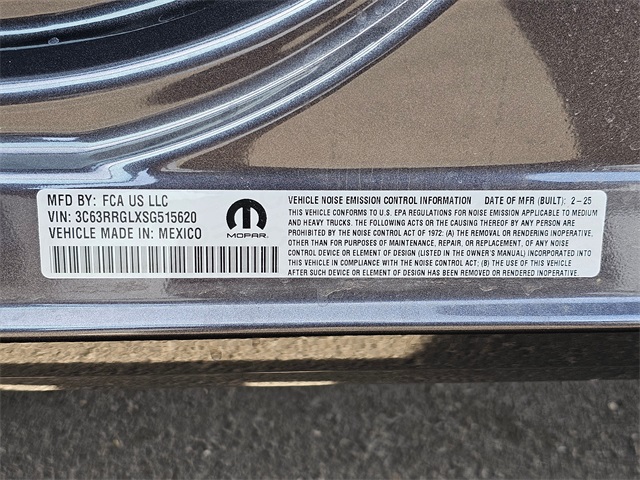 MFD BY: FCA US LLC
VIN: 3C63RRGLXSG515620
VEHICLE MADE IN: MEXICO
MOPAR.
VEHICLE NOISE EMISSION CONTROL INFORMATION DATE OF MFR (BUILT): 2-25
THIS VEHICLE CONFORMS TO U.S. EPA REGULATIONS FOR NOISE EMISSION APPLICABLE TO MEDIUM
AND HEAVY TRUCKS. THE FOLLOWING ACTS OR THE CAUSING THEREOF BY ANY PERSON ARE
PROHIBITED BY THE NOISE CONTROL ACT OF 1972: (A) THE REMOVAL OR RENDERING INOPERATIVE,
OTHER THAN FOR PURPOSES OF MAINTENANCE, REPAIR, OR REPLACEMENT, OF ANY NOISE
CONTROL DEVICE OR ELEMENT OF DESIGN (LISTED IN THE OWNER'S MANUAL) INCORPORATED INTO
THIS VEHICLE IN COMPLIANCE WITH THE NOISE CONTROL ACT; (B) THE USE OF THIS VEHICLE
AFTER SUCH DEVICE OR ELEMENT OF DESIGN HAS BEEN REMOVED OR RENDERED INOPERATIVE.